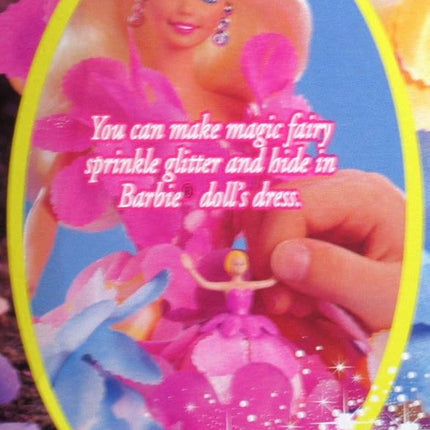 You can make magic fairy
sprinkle glitter and hide in
Barbie® doll's dress.